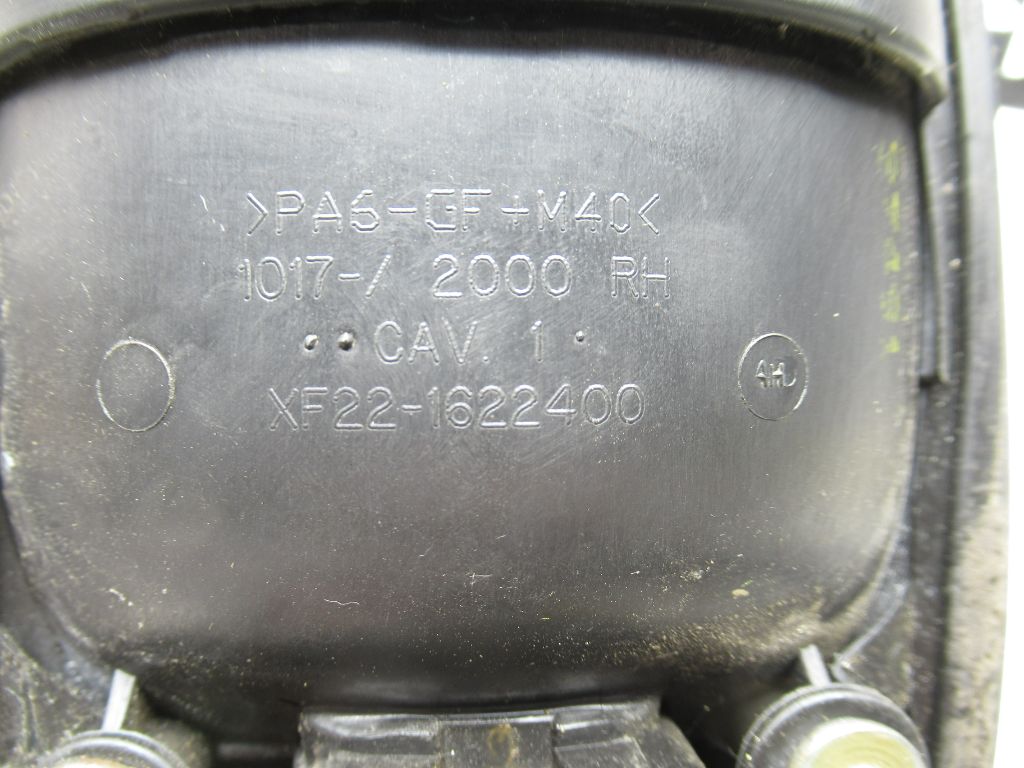 >PA6-GF+M40<
1017-/ 2000 RH
CAV. 1
XF22-1622400